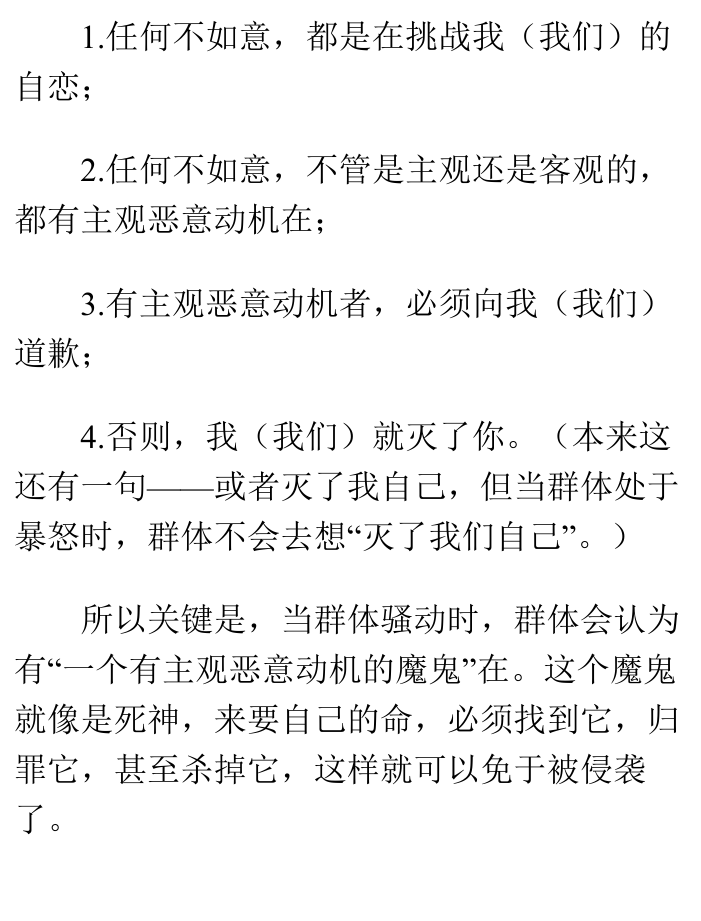 1.任何不如意，都是在挑战我（我们）的
自恋；
2.任何不如意，不管是主观还是客观的，
都有主观恶意动机在；
3.有主观恶意动机者，必须向我（我们）
道歉；
4.否则，我（我们）就灭了你。（本来这
还有一句——或者灭了我自己，但当群体处于
暴怒时，群体不会去想“灭了我们自己”。）
所以关键是，当群体骚动时，群体会认为
有“一个有主观恶意动机的魔鬼”在。这个魔鬼
就像是死神，来要自己的命，必须找到它，归
罪它，甚至杀掉它，这样就可以免于被侵袭
了。